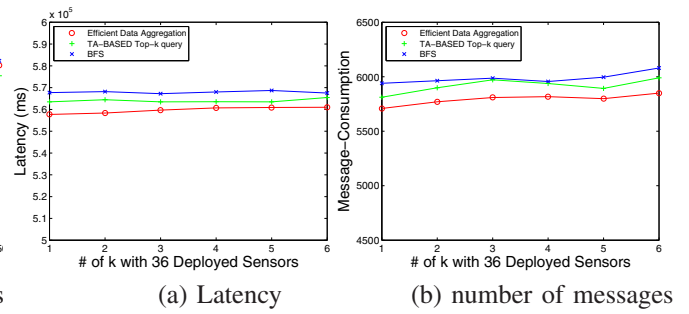 x 10^5
6
5.9
5.8
5.7
5.6
5.5
5.4
5.3
5.2
5.1
5
Latency (ms)
Efficient Data Aggregation
TA-BASED Top-k query
BFS
1 2 3 4 5 6
# of k with 36 Deployed Sensors
(a) Latency
6500
6000
5500
5000
4500
Message-Consumption
Efficient Data Aggregation
TA-BASED Top-k query
BFS
1 2 3 4 5 6
# of k with 36 Deployed Sensors
(b) number of messages